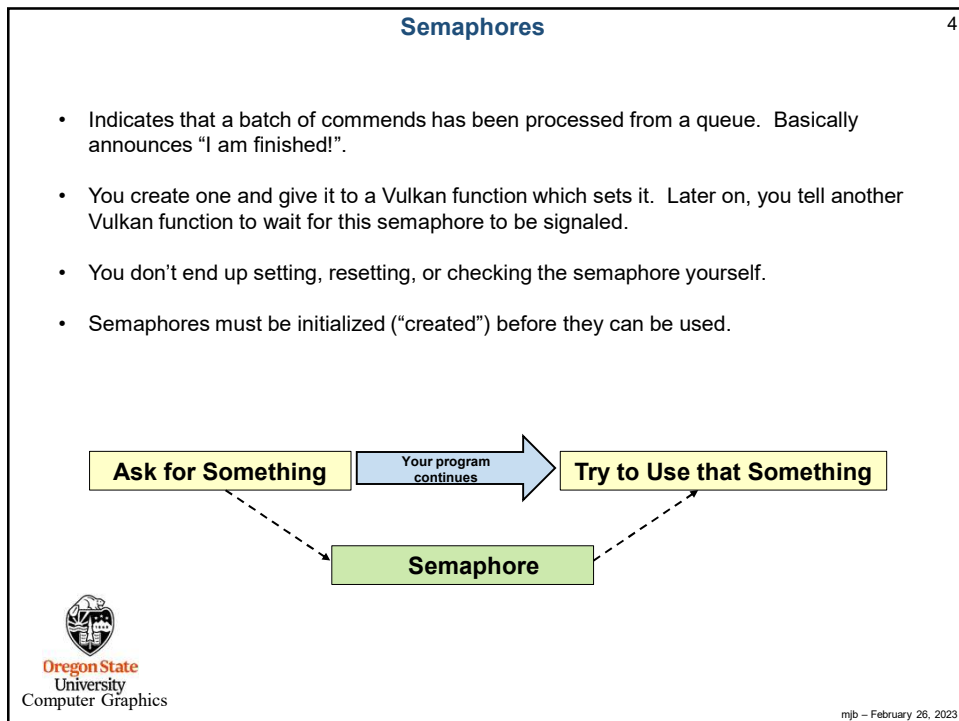 Semaphores
4
• Indicates that a batch of commends has been processed from a queue. Basically
announces “I am finished!”.
• You create one and give it to a Vulkan function which sets it. Later on, you tell another
Vulkan function to wait for this semaphore to be signaled.
• You don’t end up setting, resetting, or checking the semaphore yourself.
• Semaphores must be initialized (“created”) before they can be used.
Ask for Something
Your program
continues
Try to Use that Something
Semaphore
Oregon State
University
Computer Graphics
mjb – February 26, 2023